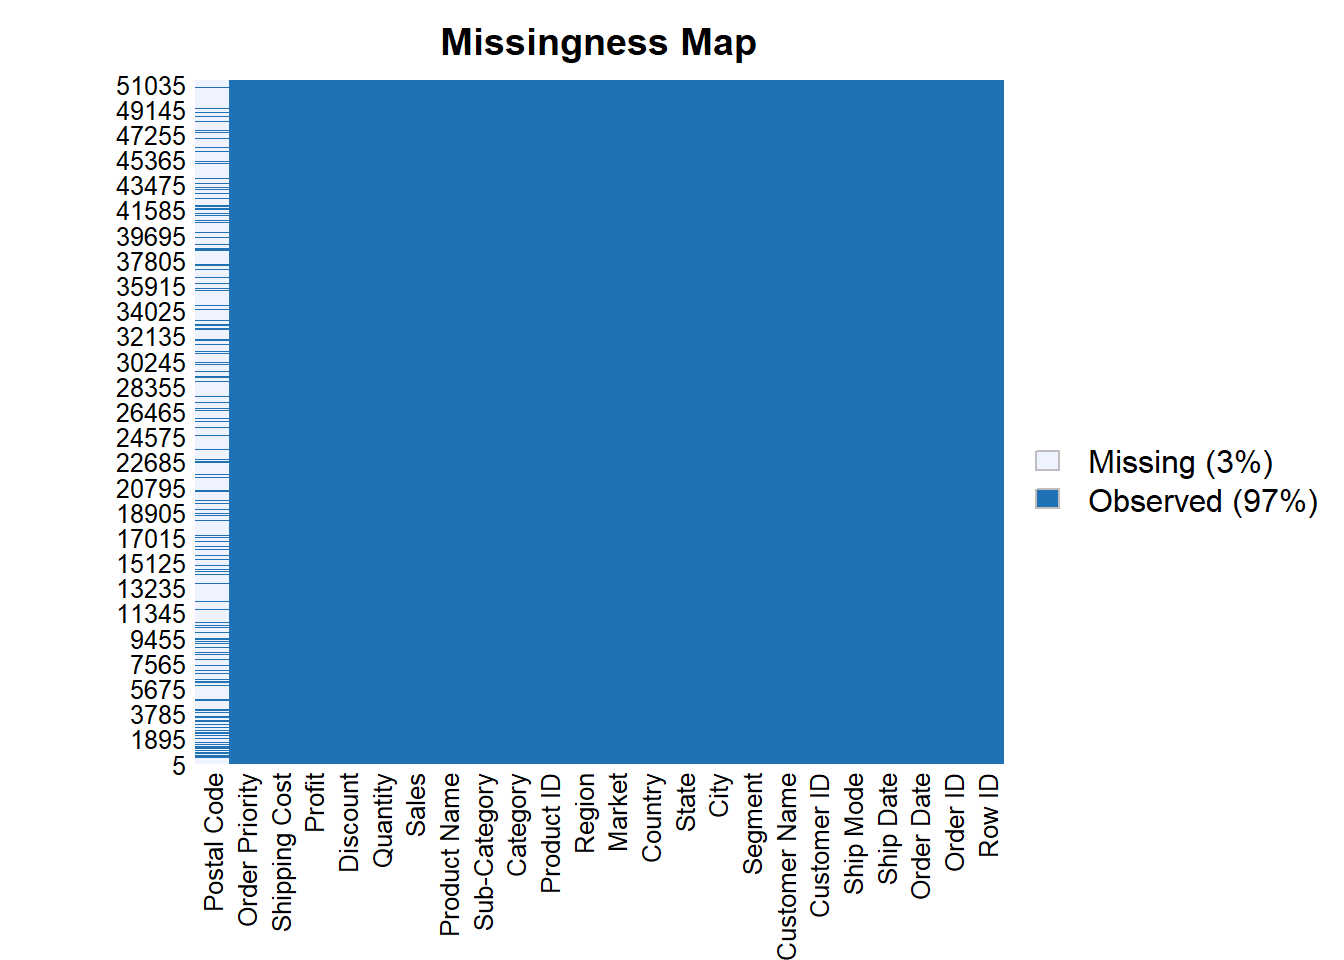 Missingness Map
51035
49145
47255
45365
43475
41585
39695
37805
35915
34025
32135
30245
28355
26465
24575
22685
20795
18905
17015
15125
13235
11345
9455
7565
5675
3785
1895
5
Missing (3%)
Observed (97%)
Postal Code
Order Priority
Shipping Cost
Profit
Discount
Quantity
Sales
Product Name
Sub-Category
Category
Product ID
Region
Market
Country
State
City
Segment
Customer Name
Customer ID
Ship Mode
Ship Date
Order Date
Order ID
Row ID